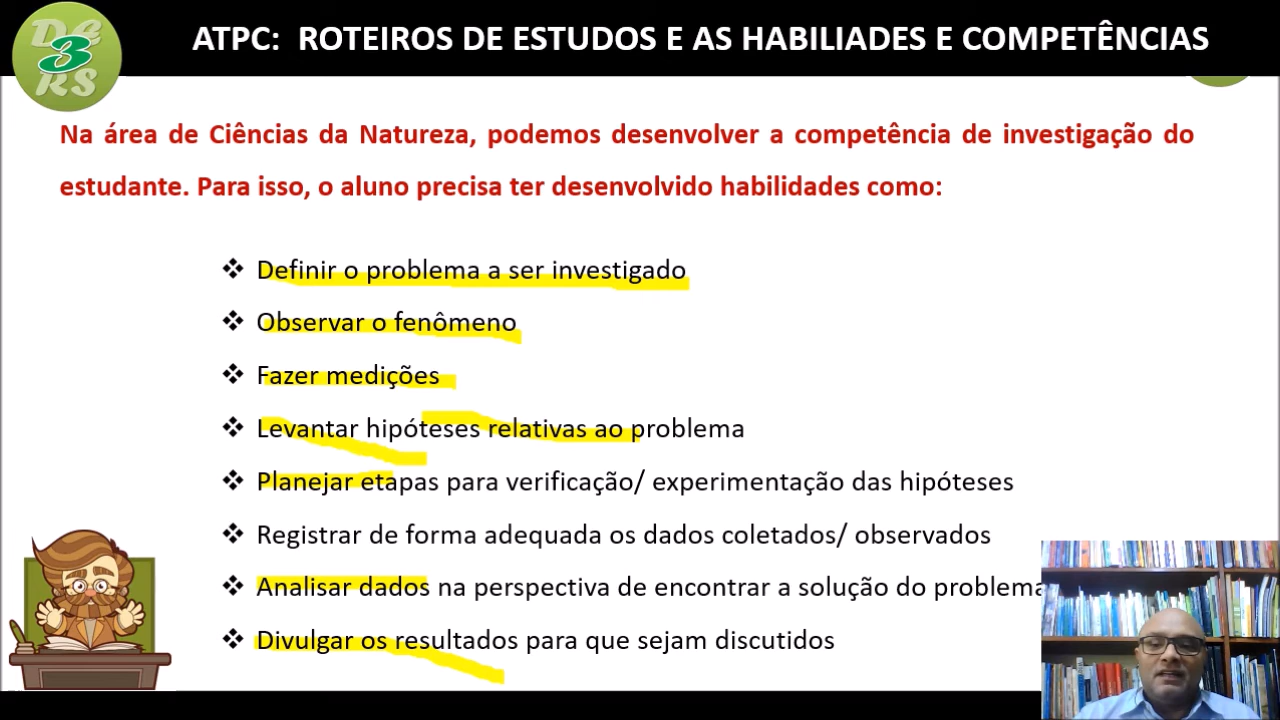 DE
3
RS
ATPC: ROTEIROS DE ESTUDOS E AS HABILIADES E COMPETÊNCIAS
Na área de Ciências da Natureza, podemos desenvolver a competência de investigação do
estudante. Para isso, o aluno precisa ter desenvolvido habilidades como:
❖ Definir o problema a ser investigado
❖ Observar o fenômeno
❖ Fazer medições
❖ Levantar hipóteses relativas ao problema
❖ Planejar etapas para verificação/ experimentação das hipóteses
❖ Registrar de forma adequada os dados coletados/ observados
❖ Analisar dados na perspectiva de encontrar a solução do problema
❖ Divulgar os resultados para que sejam discutidos